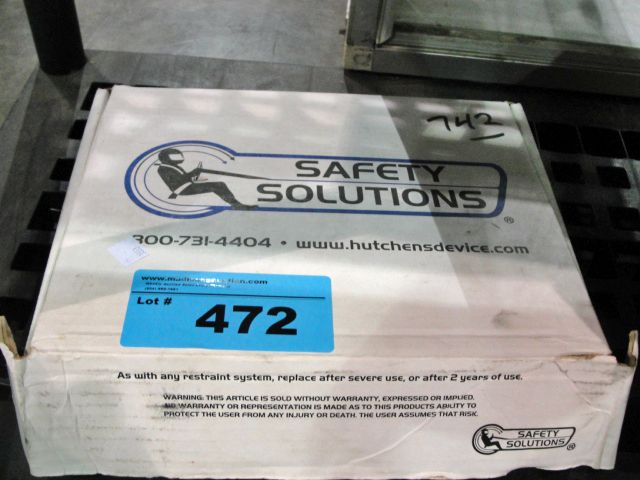 742
SAFETY
SOLUTIONS
®
800-731-4404 • www.hutchensdevice.com
Lot #
472
As with any restraint system, replace after severe use, or after 2 years of use.
WARNING: THIS ARTICLE IS SOLD WITHOUT WARRANTY, EXPRESSED OR IMPLIED.
NO WARRANTY OR REPRESENTATION IS MADE AS TO THIS PRODUCTS ABILITY TO
PROTECT THE USER FROM ANY INJURY OR DEATH. THE USER ASSUMES THAT RISK.
SAFETY
SOLUTIONS
®